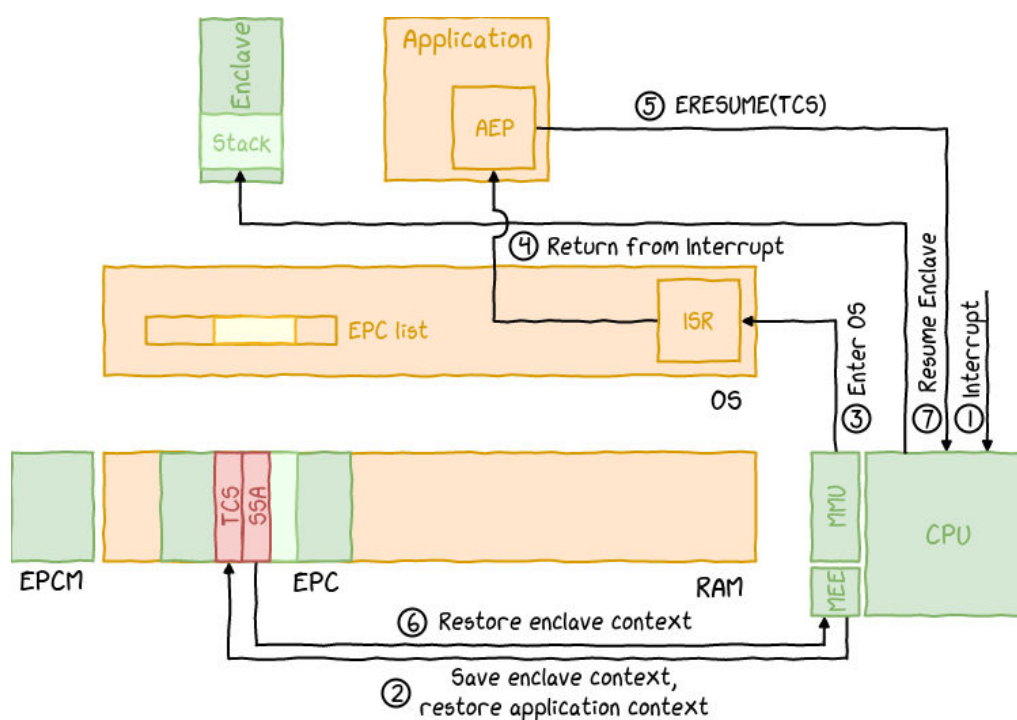 Enclave
Stack
Application
AEP
⑤ ERESUME(TCS)
④ Return from Interrupt
EPC list
ISR
OS
③ Enter OS
⑦ Resume Enclave
① Interrupt
TCS
SSA
EPCM
EPC
RAM
MMU
MEE
CPU
⑥ Restore enclave context
② Save enclave context,
restore application context